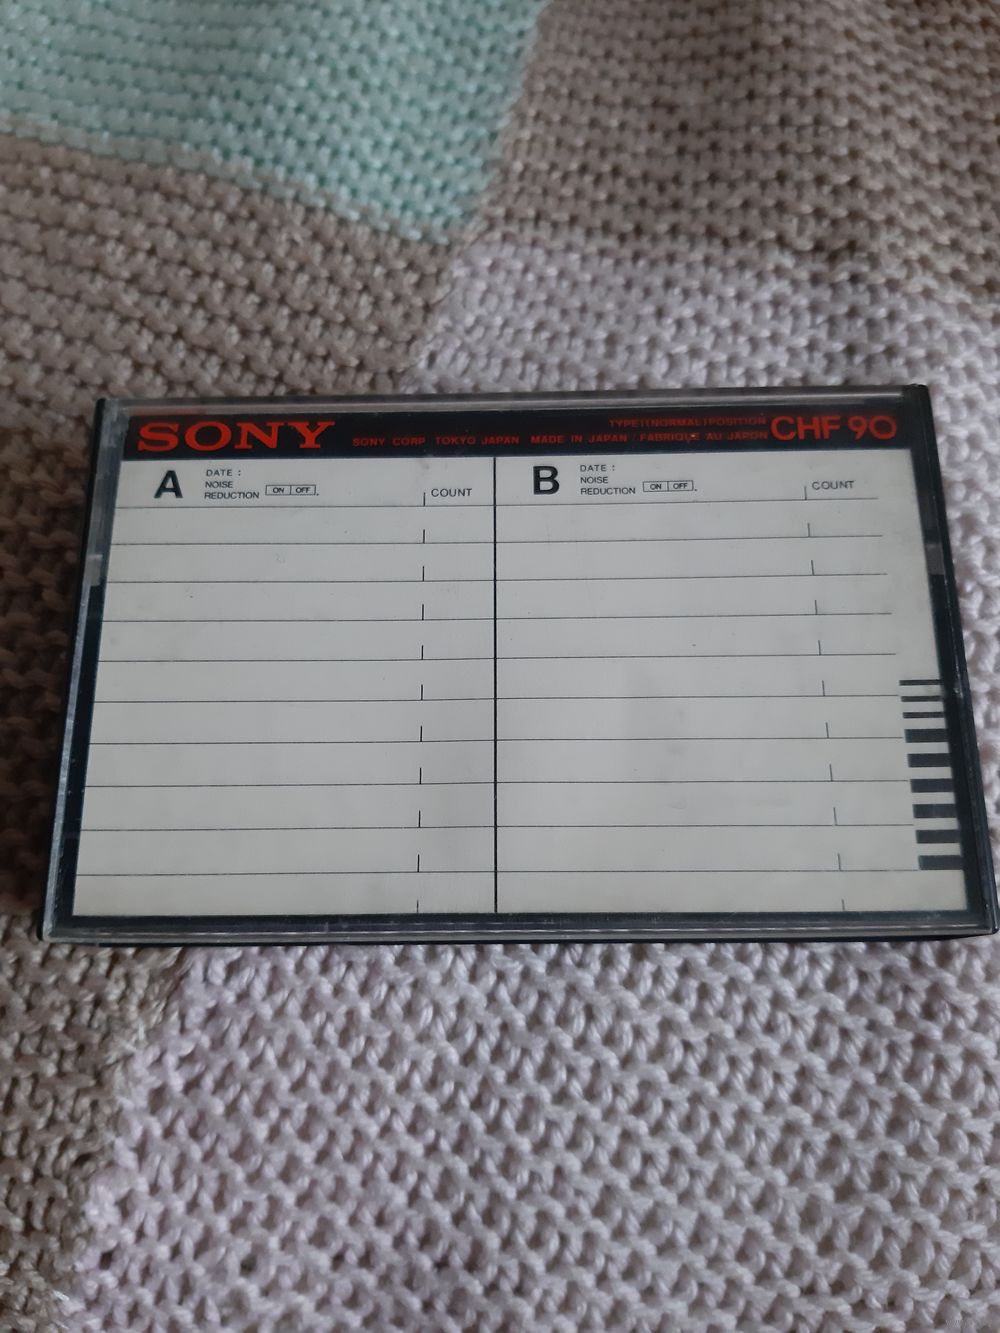 SONY
TYPE I (NORMAL) POSITION
SONY CORP TOKYO JAPAN MADE IN JAPAN / FABRIQUE AU JAPON
CHF 90
A
DATE :
NOISE
REDUCTION ON OFF.
COUNT
B
DATE :
NOISE
REDUCTION ON OFF.
COUNT